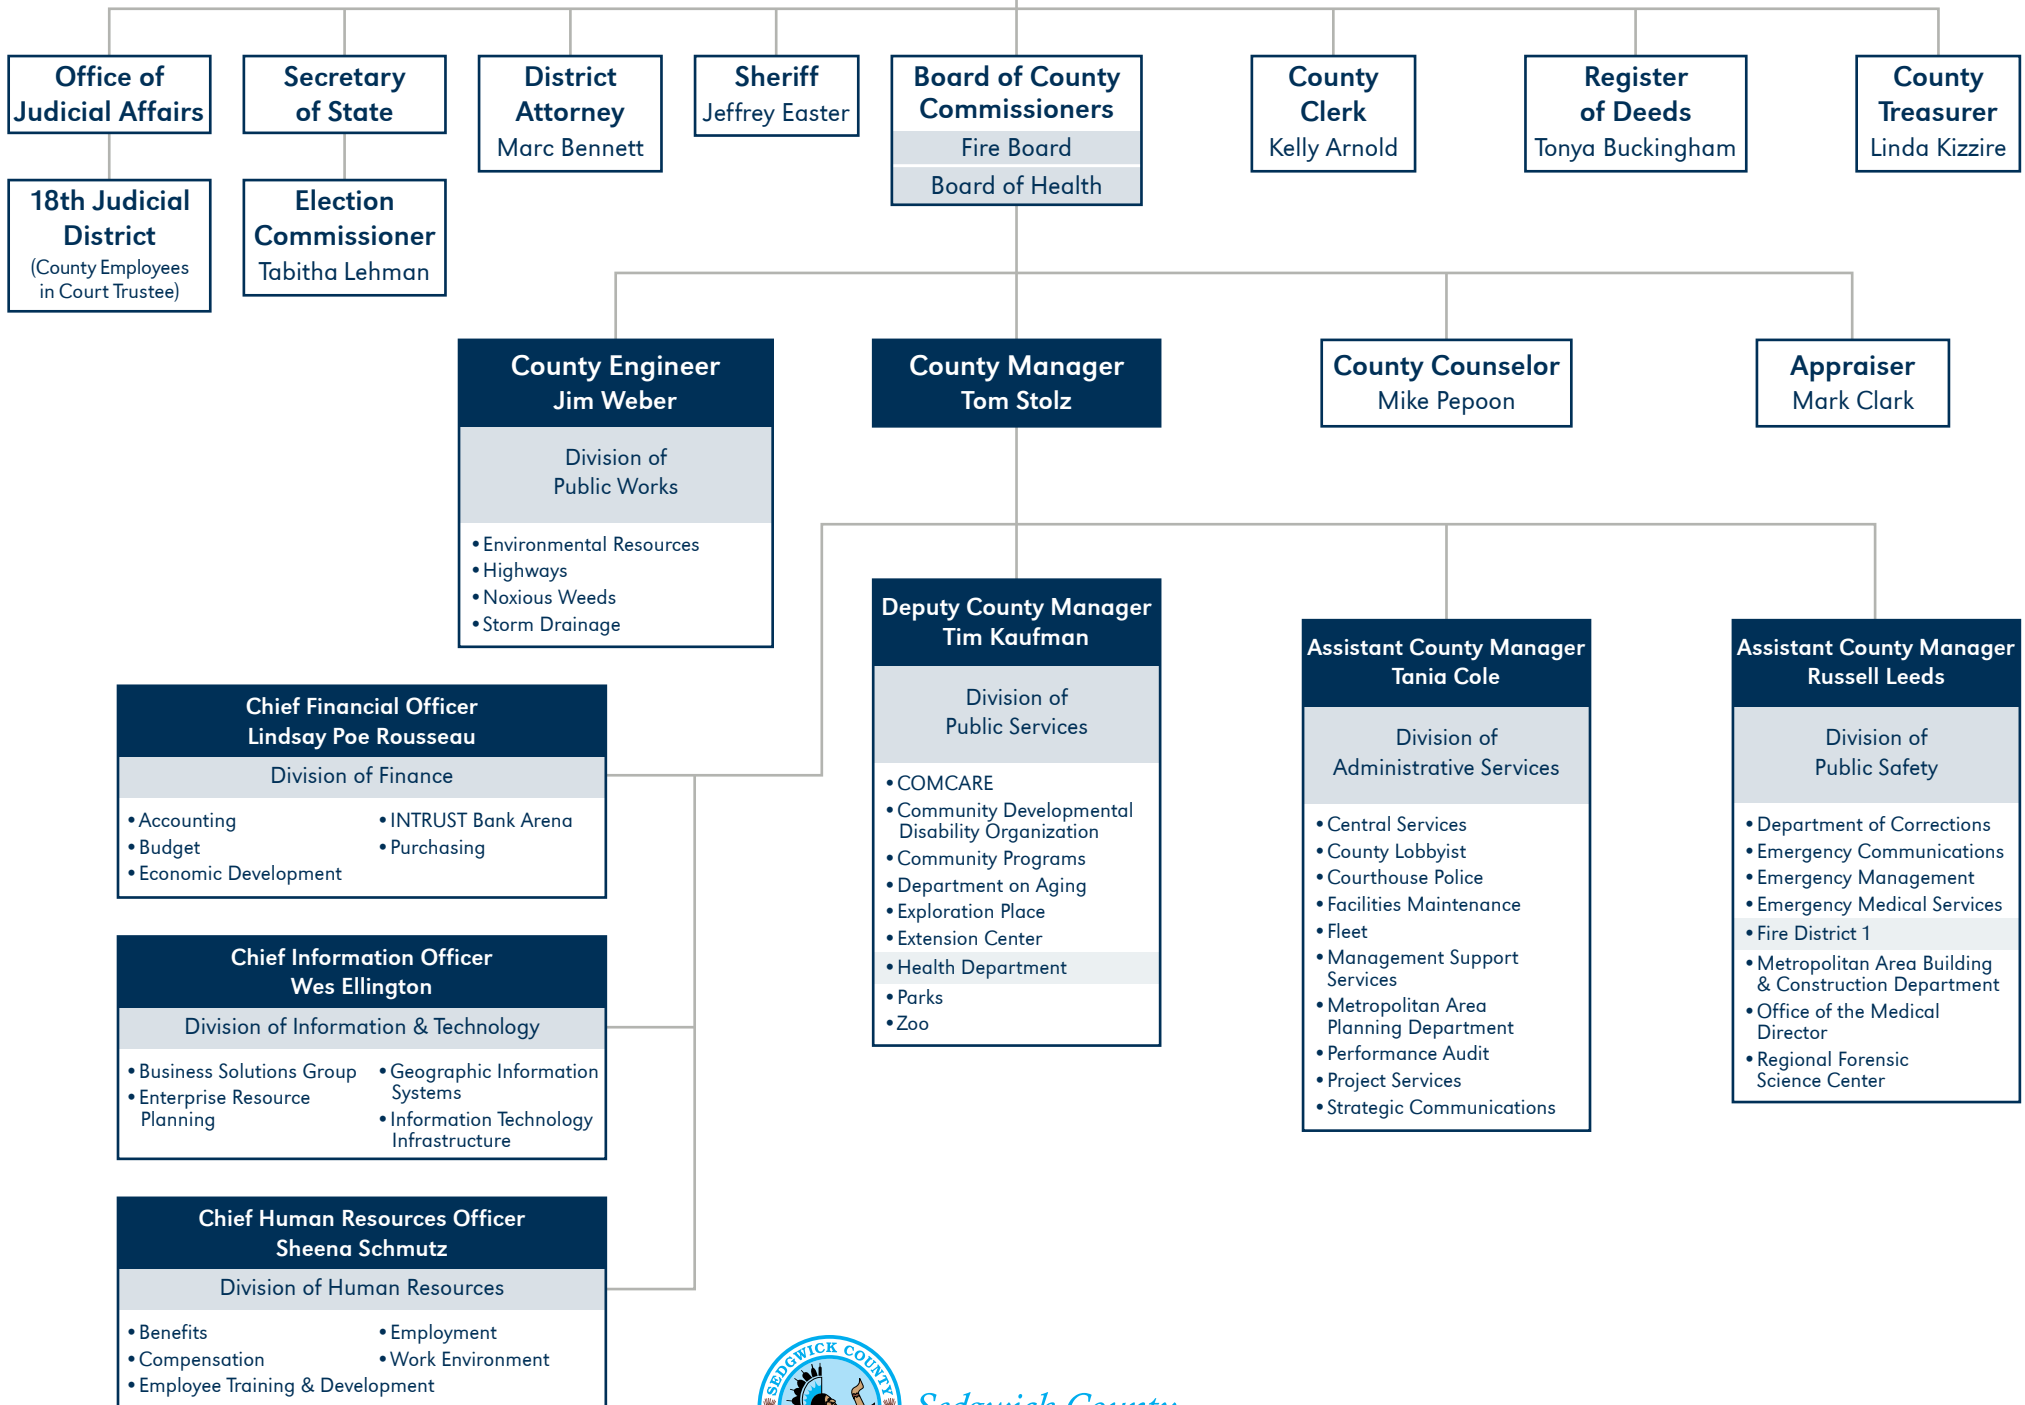 Office of
Judicial Affairs
Secretary
of State
District
Attorney
Marc Bennett
Sheriff
Jeffrey Easter
Board of County
Commissioners
Fire Board
Board of Health
County
Clerk
Kelly Arnold
Register
of Deeds
Tonya Buckingham
County
Treasurer
Linda Kizzire
18th Judicial
District
(County Employees
in Court Trustee)
Election
Commissioner
Tabitha Lehman
County Engineer
Jim Weber
Division of
Public Works
• Environmental Resources
• Highways
• Noxious Weeds
• Storm Drainage
County Manager
Tom Stolz
County Counselor
Mike Pepoon
Appraiser
Mark Clark
Deputy County Manager
Tim Kaufman
Division of
Public Services
• COMCARE
• Community Developmental
Disability Organization
• Community Programs
• Department on Aging
• Exploration Place
• Extension Center
• Health Department
• Parks
• Zoo
Assistant County Manager
Tania Cole
Division of
Administrative Services
• Central Services
• County Lobbyist
• Courthouse Police
• Facilities Maintenance
• Fleet
• Management Support
Services
• Metropolitan Area
Planning Department
• Performance Audit
• Project Services
• Strategic Communications
Assistant County Manager
Russell Leeds
Division of
Public Safety
• Department of Corrections
• Emergency Communications
• Emergency Management
• Emergency Medical Services
• Fire District 1
• Metropolitan Area Building
& Construction Department
• Office of the Medical
Director
• Regional Forensic
Science Center
Chief Financial Officer
Lindsay Poe Rousseau
Division of Finance
• Accounting
• Budget
• Economic Development
• INTRUST Bank Arena
• Purchasing
Chief Information Officer
Wes Ellington
Division of Information & Technology
• Business Solutions Group
• Enterprise Resource
Planning
• Geographic Information
Systems
• Information Technology
Infrastructure
Chief Human Resources Officer
Sheena Schmutz
Division of Human Resources
• Benefits
• Compensation
• Employee Training & Development
• Employment
• Work Environment
SEDGWICK COUNTY
Sedgwick County